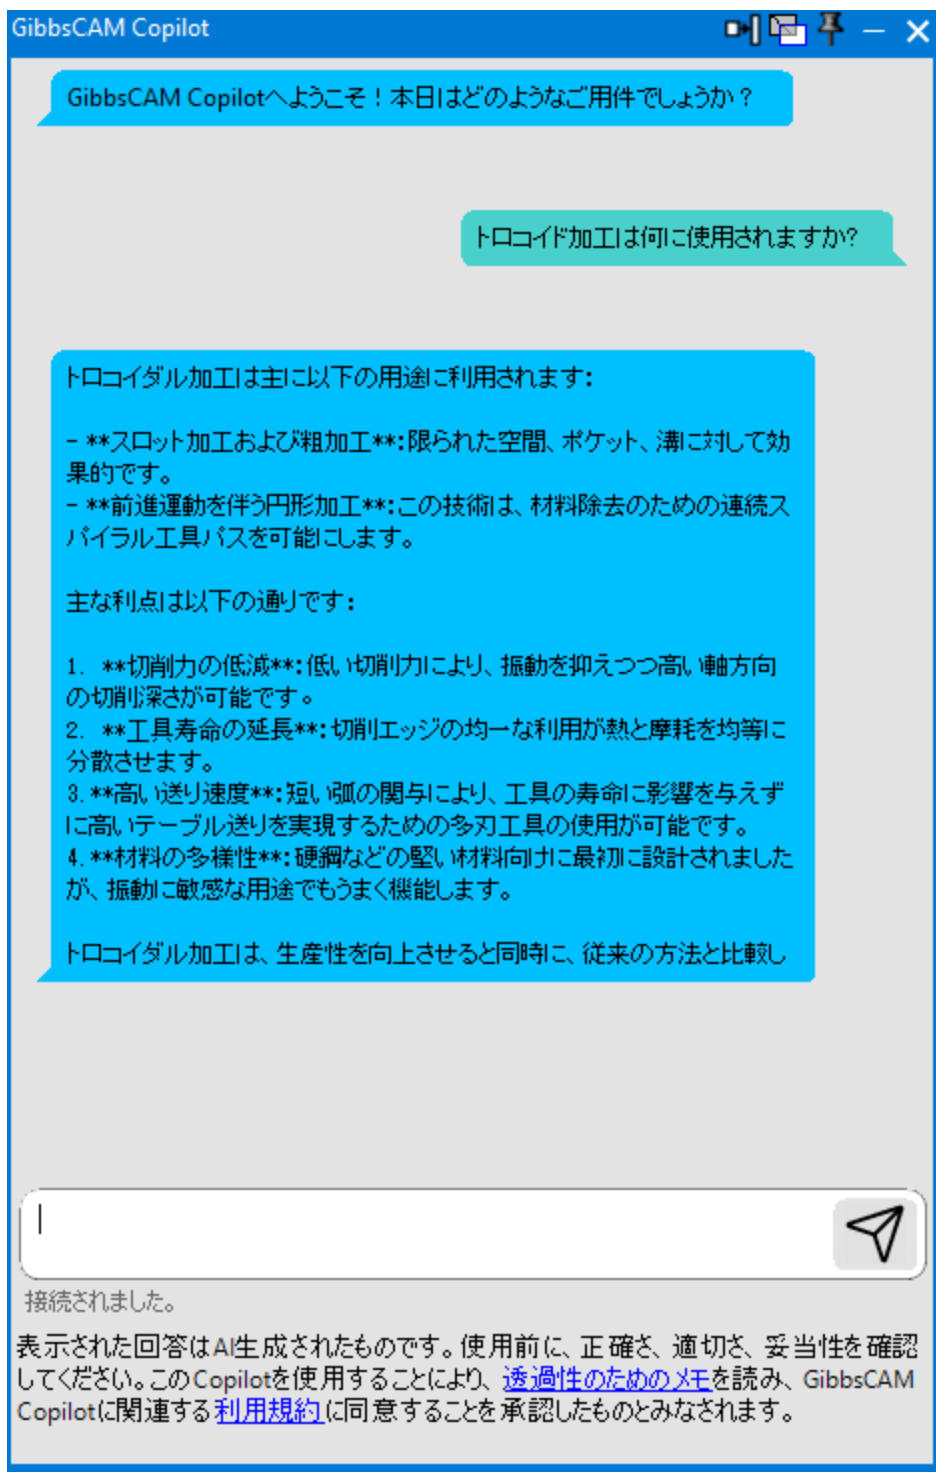 GibbsCAM Copilot
GibbsCAM Copilotへようこそ！本日はどのようなご用件でしょうか？
トロコイド加工は何に使用されますか?
トロコイダル加工は主に以下の用途に利用されます:
- **スロット加工および粗加工**:限られた空間、ポケット、溝に対して効
果的です。
- **前進運動を伴う円形加工**:この技術は、材料除去のための連続ス
パイラル工具パスを可能にします。
主な利点は以下の通りです:
1. **切削力の低減**:低い切削力により、振動を抑えつつ高い軸方向
の切削深さが可能です。
2. **工具寿命の延長**:切削エッジの均一な利用が熱と摩耗を均等に
分散させます。
3.**高い送り速度**:短い弧の関与により、工具の寿命に影響を与えず
に高いテーブル送りを実現するための多刃工具の使用が可能です。
4.**材料の多様性**:硬鋼などの堅い材料向けに最初に設計されました
が、振動に敏感な用途でもうまく機能します。
トロコイダル加工は、生産性を向上させると同時に、従来の方法と比較し
接続されました。
表示された回答はAI生成されたものです。使用前に、正確さ、適切さ、妥当性を確認
してください。このCopilotを使用することにより、透過性のためのメモを読み、GibbsCAM
Copilotに関連する利用規約に同意することを承認したものとみなされます。